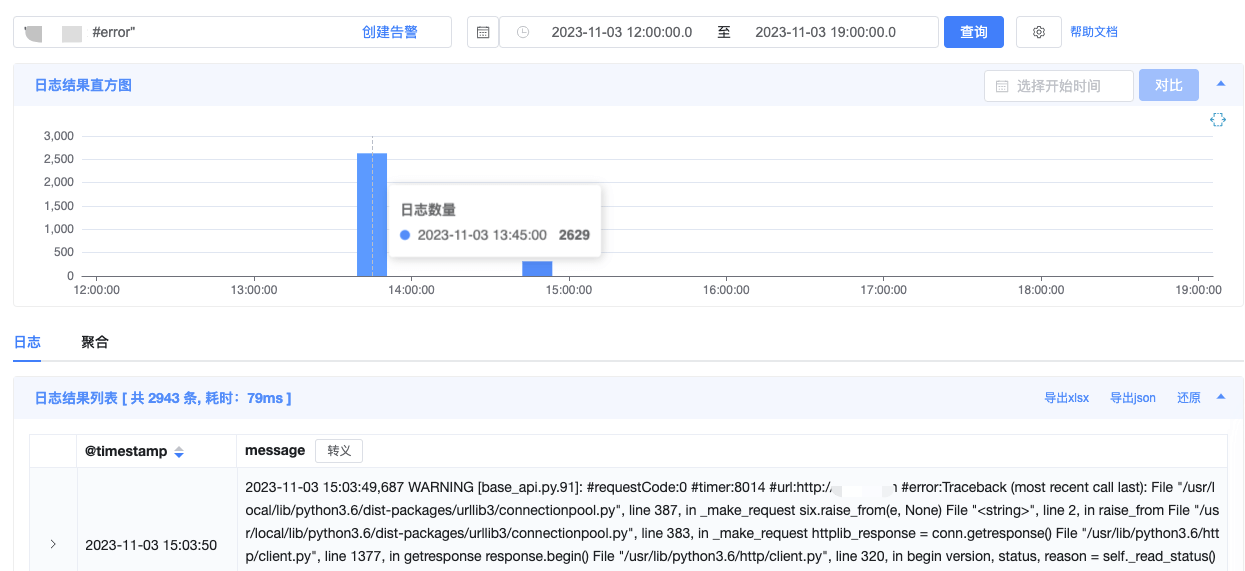 #error"
创建告警
2023-11-03 12:00:00.0 至 2023-11-03 19:00:00.0
查询
帮助文档
日志结果直方图
选择开始时间
对比
3,000
2,500
2,000
1,500
1,000
500
0
日志数量
2023-11-03 13:45:00 2629
12:00:00 13:00:00 14:00:00 15:00:00 16:00:00 17:00:00 18:00:00 19:00:00
日志 聚合
日志结果列表 [ 共 2943 条, 耗时：79ms ]
导出xlsx 导出json 还原
@timestamp message 转义
2023-11-03 15:03:50
2023-11-03 15:03:49,687 WARNING [base_api.py.91]: #requestCode:0 #timer:8014 #url:http:/ #error:Traceback (most recent call last): File "/usr/l
ocal/lib/python3.6/dist-packages/urllib3/connectionpool.py", line 387, in _make_request six.raise_from(e, None) File "<string>", line 2, in raise_from File "/us
r/local/lib/python3.6/dist-packages/urllib3/connectionpool.py", line 383, in _make_request httplib_response = conn.getresponse() File "/usr/lib/python3.6/htt
p/client.py", line 1377, in getresponse response.begin() File "/usr/lib/python3.6/http/client.py", line 320, in begin version, status, reason = self._read_status()